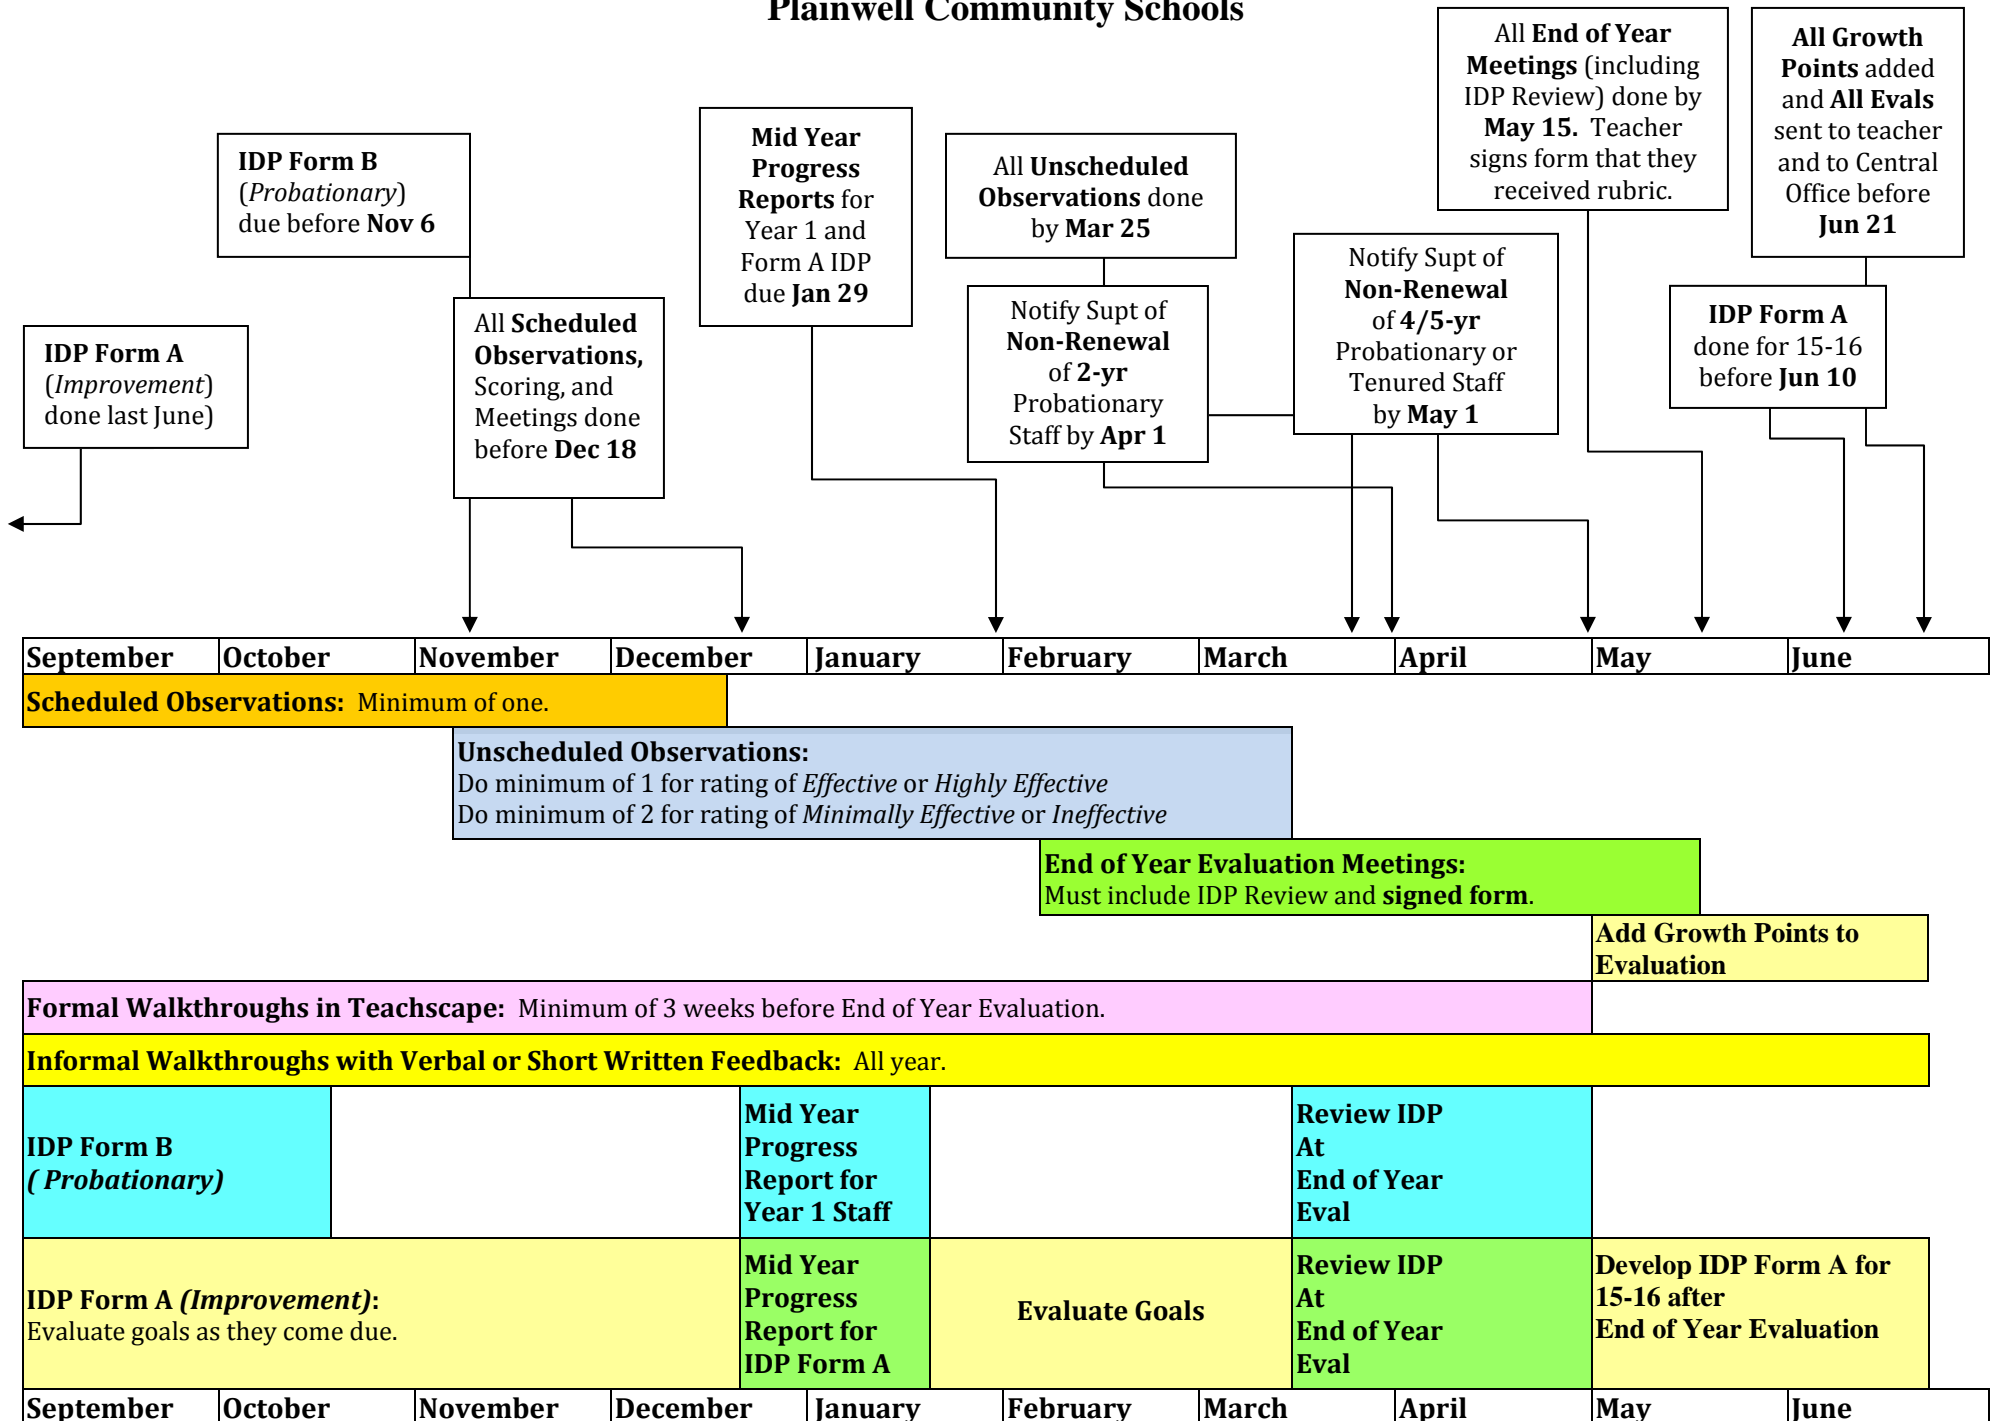 Plainwell Community Schools
All End of Year
Meetings (including
IDP Review) done by
May 15.  Teacher
signs form that they
received rubric.
All Growth
Points added
and All Evals
sent to teacher
and to Central
Office before
Jun 21
Mid Year
Progress
Reports for
Year 1 and
Form A IDP
due Jan 29
IDP Form B
(Probationary)
due before Nov 6
All Unscheduled
Observations done
by Mar 25
Notify Supt of
Non-Renewal
of 4/5-yr
Probationary or
Tenured Staff
by May 1
Notify Supt of
Non-Renewal
of 2-yr
Probationary
Staff by Apr 1
IDP Form A
done for 15-16
before Jun 10
All Scheduled
Observations,
Scoring, and
Meetings done
before Dec 18
IDP Form A
(Improvement)
done last June)
September October November December January February March April May June
Scheduled Observations:  Minimum of one.
Unscheduled Observations:
Do minimum of 1 for rating of Effective or Highly Effective
Do minimum of 2 for rating of Minimally Effective or Ineffective
End of Year Evaluation Meetings:
Must include IDP Review and signed form.
Add Growth Points to
Evaluation
Formal Walkthroughs in Teachscape:  Minimum of 3 weeks before End of Year Evaluation.
Informal Walkthroughs with Verbal or Short Written Feedback:  All year.
IDP Form B
( Probationary)
Mid Year
Progress
Report for
Year 1 Staff
Review IDP
At
End of Year
Eval
IDP Form A (Improvement):
Evaluate goals as they come due.
Mid Year
Progress
Report for
IDP Form A
Evaluate Goals
Review IDP
At
End of Year
Eval
Develop IDP Form A for
15-16 after
End of Year Evaluation
September October November December January February March April May June